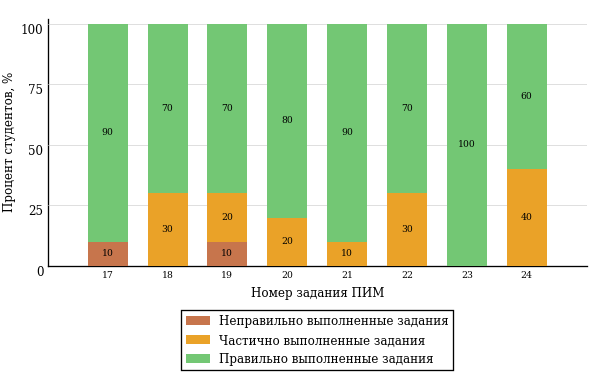 Процент студентов, %
100
75
50
25
0
90 70 70 80 90 70 100 60
10 30 20 20 10 30 40
10
17 18 19 20 21 22 23 24
Номер задания ПИМ
Неправильно выполненные задания
Частично выполненные задания
Правильно выполненные задания